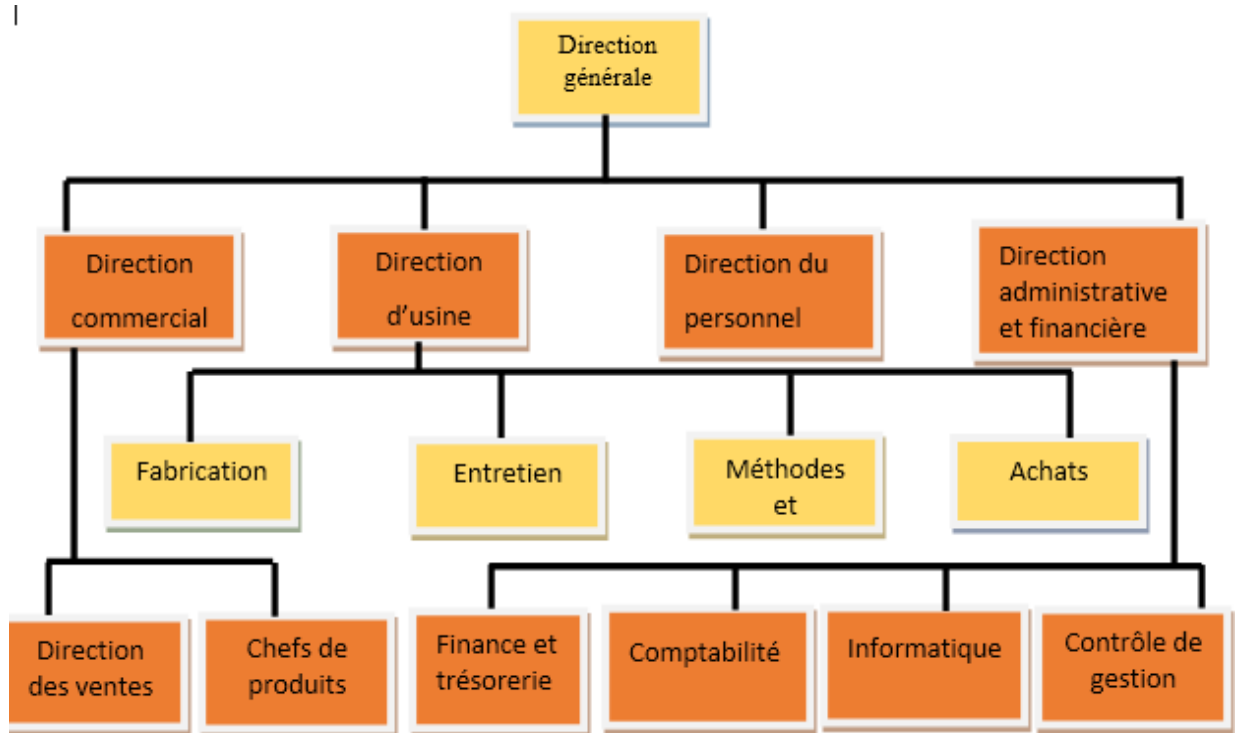 Direction
générale
Direction
commercial
Direction
d’usine
Direction du
personnel
Direction
administrative
et financière
Fabrication
Entretien
Méthodes
et
Achats
Direction
des ventes
Chefs de
produits
Finance et
trésorerie
Comptabilité
Informatique
Contrôle de
gestion